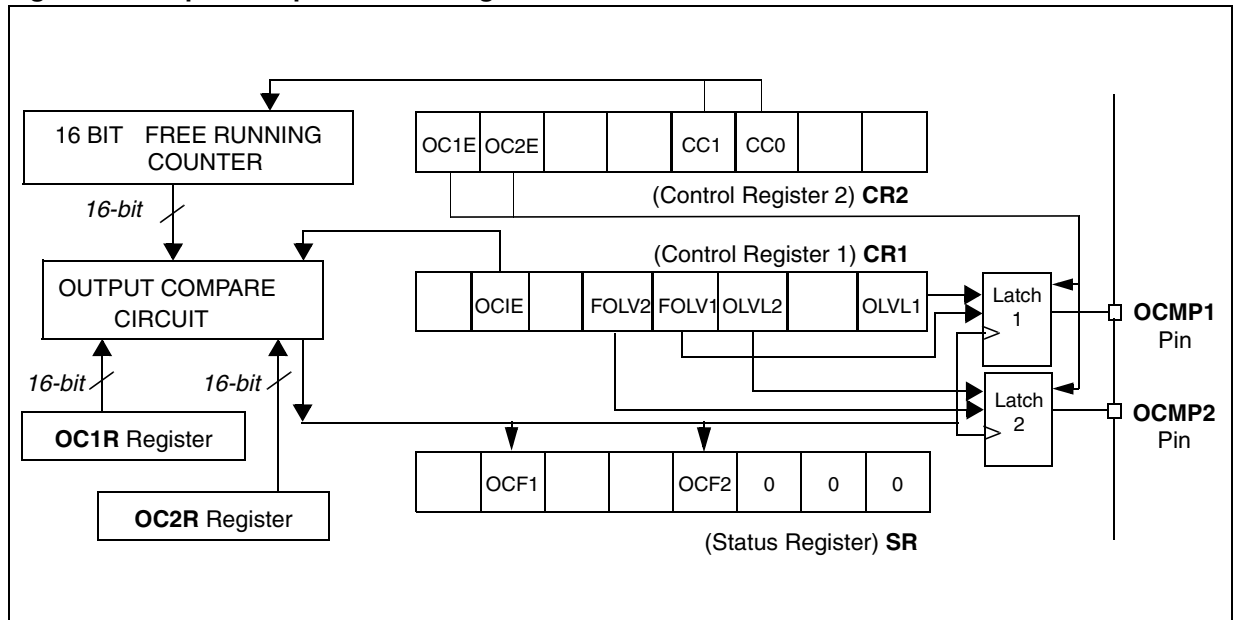 16 BIT FREE RUNNING
COUNTER
OC1E OC2E CC1 CC0
(Control Register 2) CR2
16-bit
(Control Register 1) CR1
OUTPUT COMPARE
CIRCUIT
OCIE FOLV2 FOLV1 OLVL2 OLVL1
Latch
1
OCMP1
Pin
16-bit 16-bit
Latch
2
OCMP2
Pin
OC1R Register
OCF1 OCF2 0 0 0
OC2R Register
(Status Register) SR